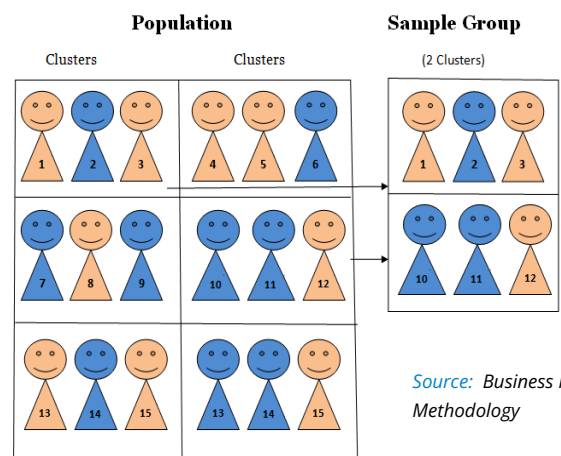 Population
Sample Group
Clusters
Clusters
(2 Clusters)
1 2 3
4 5 6
1 2 3
7 8 9
10 11 12
10 11 12
13 14 15
13 14 15
Source: Business
Methodology